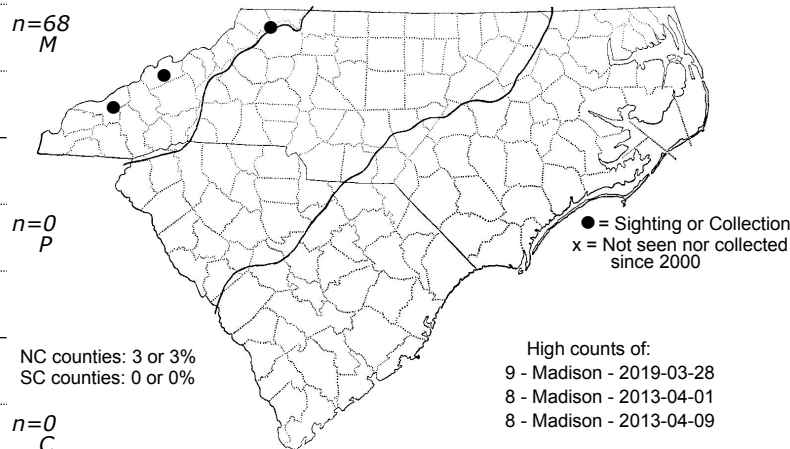 n=68
M
n=0
P
● = Sighting or Collection
x = Not seen nor collected
since 2000
NC counties: 3 or 3%
SC counties: 0 or 0%
High counts of:
9 - Madison - 2019-03-28
8 - Madison - 2013-04-01
8 - Madison - 2013-04-09
n=0
C